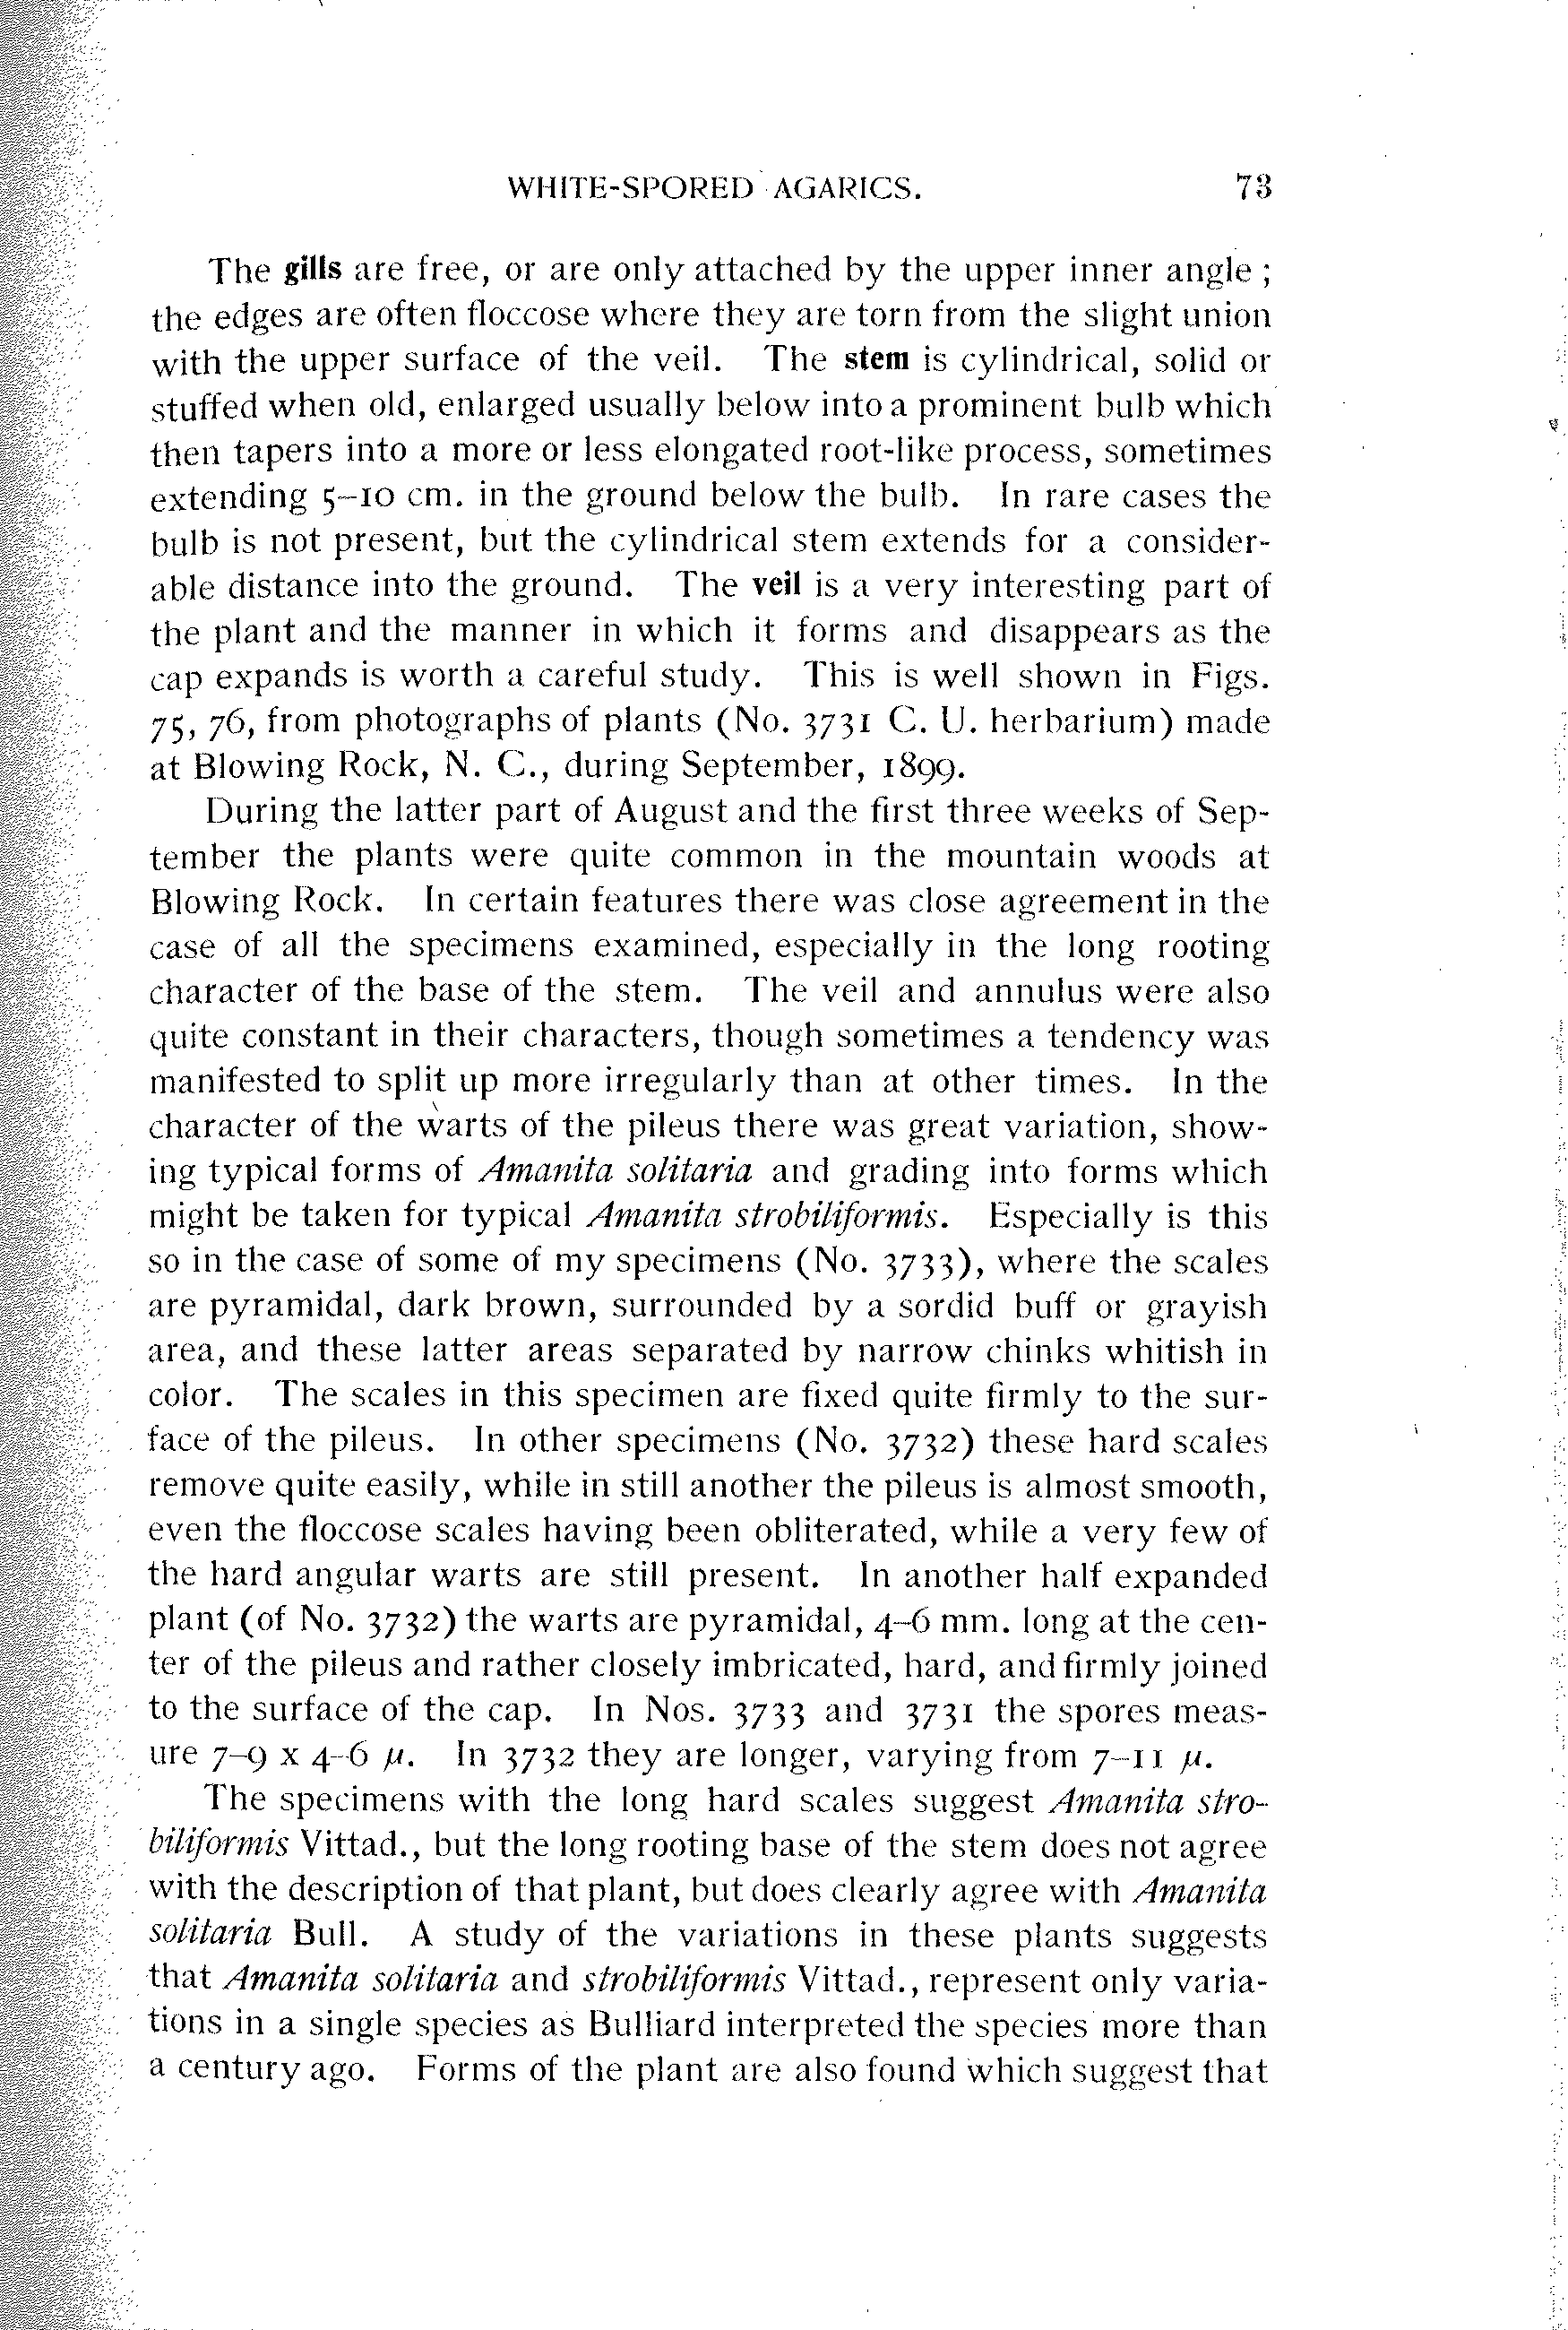 WHITE-SPORED AGARICS. 73
The gills are free, or are only attached by the upper inner angle ;
the edges are often floccose where they are torn from the slight union
with the upper surface of the veil. The stem is cylindrical, solid or
stuffed when old, enlarged usually below into a prominent bulb which
then tapers into a more or less elongated root-like process, sometimes
extending 5–10 cm. in the ground below the bulb. In rare cases the
bulb is not present, but the cylindrical stem extends for a consider-
able distance into the ground. The veil is a very interesting part of
the plant and the manner in which it forms and disappears as the
cap expands is worth a careful study. This is well shown in Figs.
75, 76, from photographs of plants (No. 3731 C. U. herbarium) made
at Blowing Rock, N. C., during September, 1899.
During the latter part of August and the first three weeks of Sep-
tember the plants were quite common in the mountain woods at
Blowing Rock. In certain features there was close agreement in the
case of all the specimens examined, especially in the long rooting
character of the base of the stem. The veil and annulus were also
quite constant in their characters, though sometimes a tendency was
manifested to split up more irregularly than at other times. In the
character of the warts of the pileus there was great variation, show-
ing typical forms of Amanita solitaria and grading into forms which
might be taken for typical Amanita strobiliformis. Especially is this
so in the case of some of my specimens (No. 3733), where the scales
are pyramidal, dark brown, surrounded by a sordid buff or grayish
area, and these latter areas separated by narrow chinks whitish in
color. The scales in this specimen are fixed quite firmly to the sur-
face of the pileus. In other specimens (No. 3732) these hard scales
remove quite easily, while in still another the pileus is almost smooth,
even the floccose scales having been obliterated, while a very few of
the hard angular warts are still present. In another half expanded
plant (of No. 3732) the warts are pyramidal, 4–6 mm. long at the cen-
ter of the pileus and rather closely imbricated, hard, and firmly joined
to the surface of the cap. In Nos. 3733 and 3731 the spores meas-
ure 7–9 x 4–6 μ. In 3732 they are longer, varying from 7–11 μ.
The specimens with the long hard scales suggest Amanita stro-
biliformis Vittad., but the long rooting base of the stem does not agree
with the description of that plant, but does clearly agree with Amanita
solitaria Bull. A study of the variations in these plants suggests
that Amanita solitaria and strobiliformis Vittad., represent only varia-
tions in a single species as Bulliard interpreted the species more than
a century ago. Forms of the plant are also found which suggest that